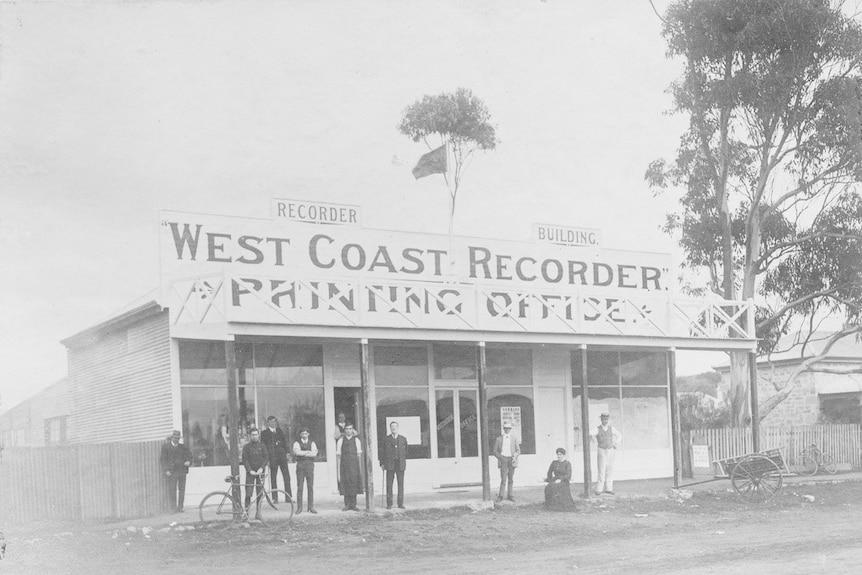 RECORDER
BUILDING.
"WEST COAST RECORDER"
PRINTING OFFICE